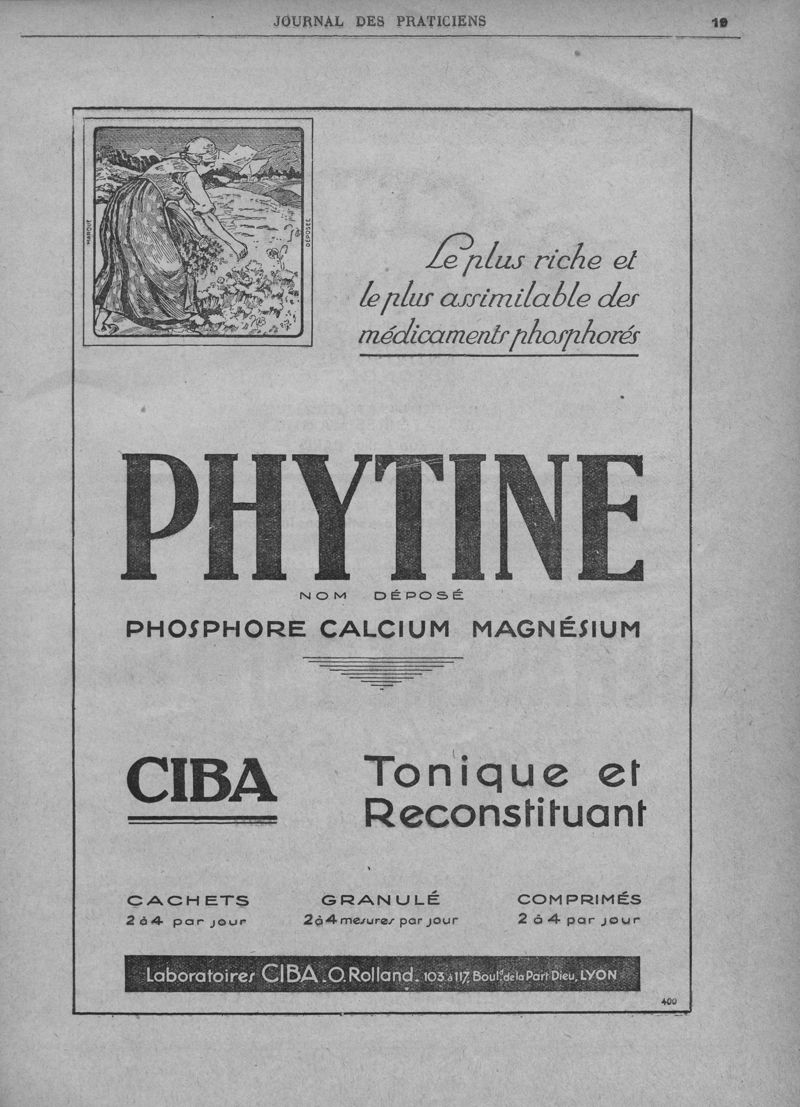 JOURNAL DES PRATICIENS 19
MARQUE
DÉPOSÉE
Le plus riche et
le plus assimilable des
médicaments phosphorés
PHYTINE
NOM DÉPOSÉ
PHOSPHORE CALCIUM MAGNÉSIUM
CIBA
Tonique et
Reconstituant
CACHETS
2 à 4 par jour
GRANULÉ
2 à 4 mesures par jour
COMPRIMÉS
2 à 4 par jour
Laboratoires CIBA. O. Rolland. 103 à 117, Boul.d de la Part Dieu, LYON
400